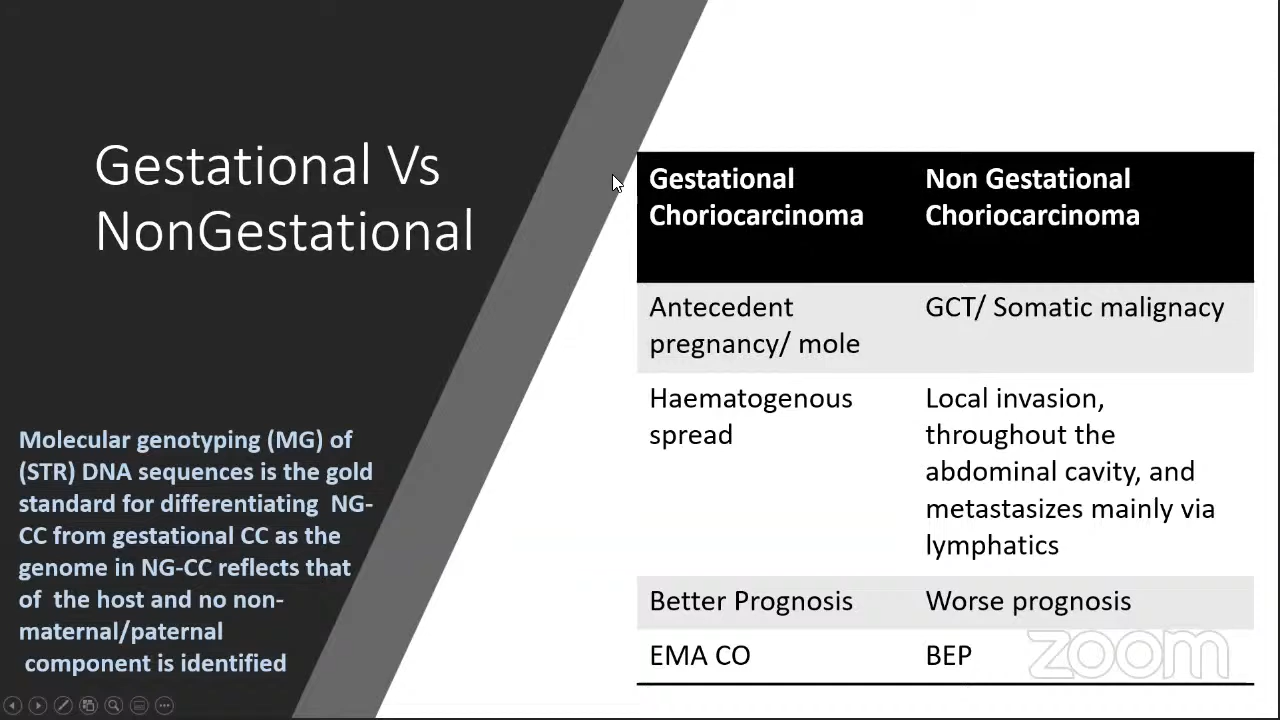 Gestational Vs
NonGestational
Molecular genotyping (MG) of
(STR) DNA sequences is the gold
standard for differentiating NG-
CC from gestational CC as the
genome in NG-CC reflects that
of the host and no non-
maternal/paternal
component is identified
Gestational
Choriocarcinoma
Non Gestational
Choriocarcinoma
Antecedent
pregnancy/ mole
GCT/ Somatic malignacy
Haematogenous
spread
Local invasion,
throughout the
abdominal cavity, and
metastasizes mainly via
lymphatics
Better Prognosis
Worse prognosis
EMA CO
BEP
zoom